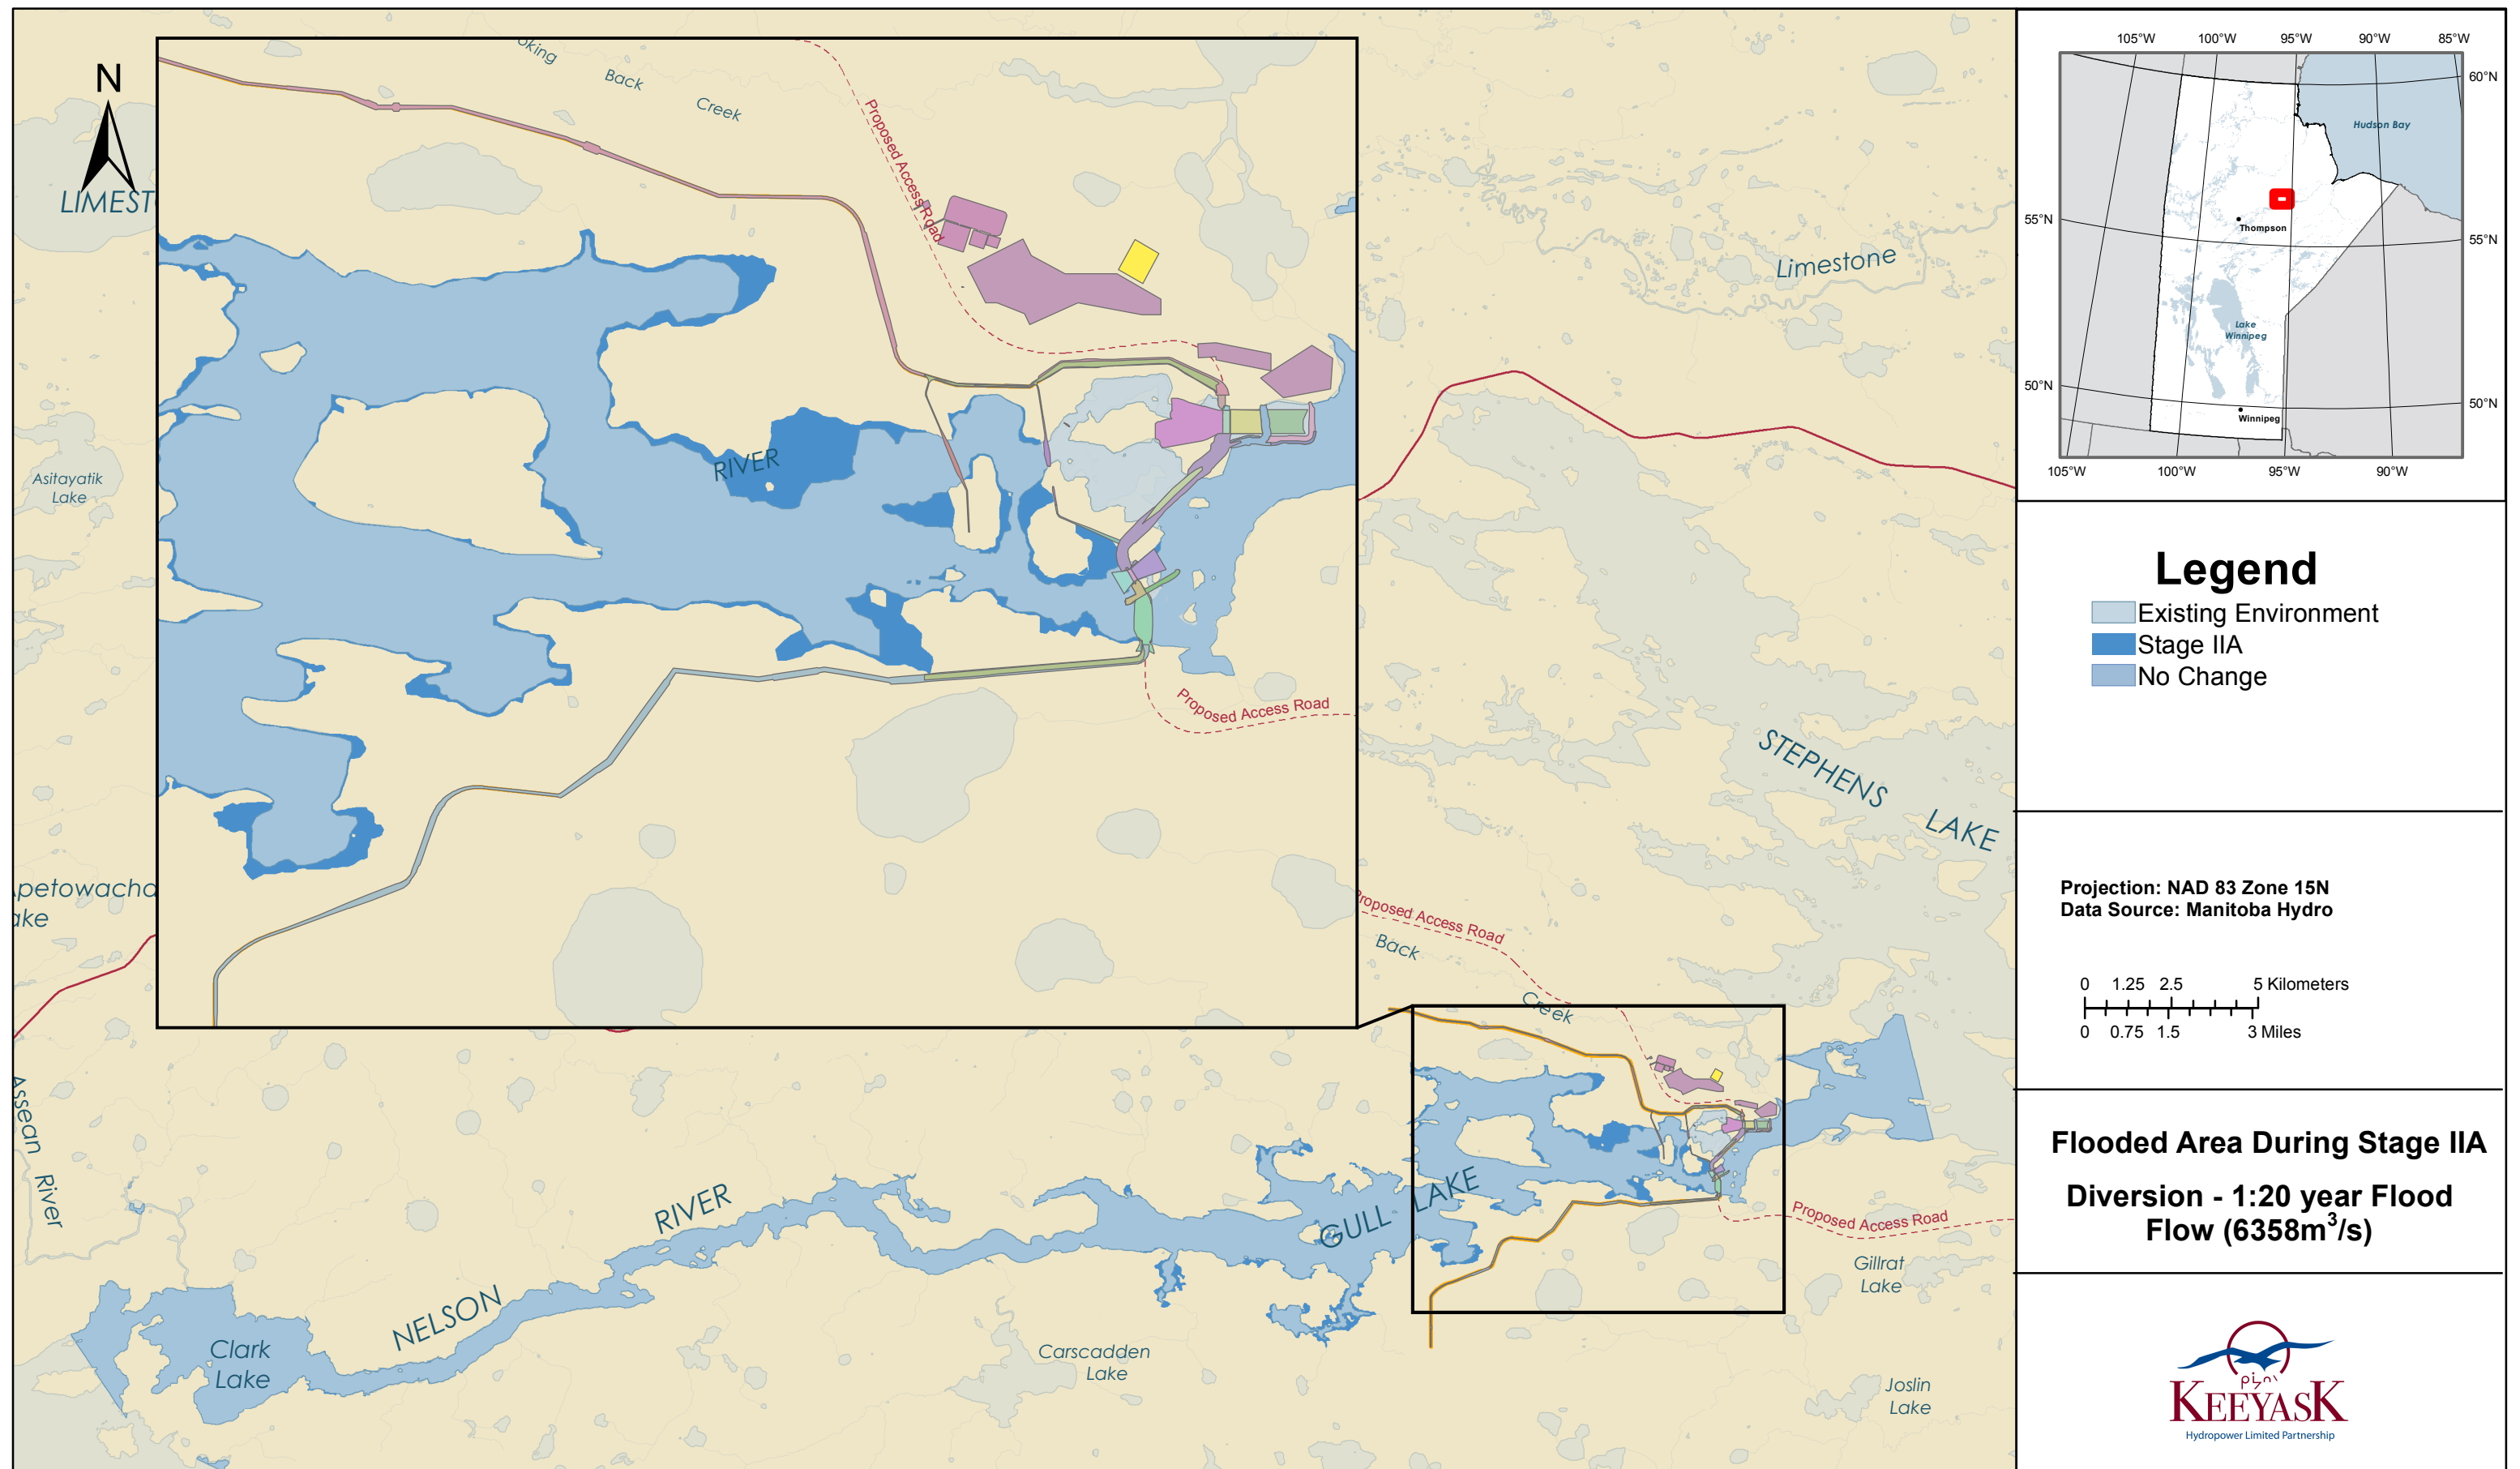 N
LIMEST
oking
Back
Creek
Proposed Access Road
RIVER
Proposed Access Road
Asitayatik
Lake
petowacha
ake
Assean
River
Limestone
STEPHENS
LAKE
Proposed Access Road
Back
Creek
RIVER
NELSON
Clark
Lake
GULL LAKE
Carscadden
Lake
Proposed Access Road
Gillrat
Lake
Joslin
Lake
105°W 100°W 95°W 90°W 85°W
60°N
Hudson Bay
55°N
Thompson
55°N
Lake
Winnipeg
50°N
50°N
Winnipeg
105°W 100°W 95°W 90°W
Legend
Existing Environment
Stage IIA
No Change
Projection: NAD 83 Zone 15N
Data Source: Manitoba Hydro
0 1.25 2.5 5 Kilometers
0 0.75 1.5 3 Miles
Flooded Area During Stage IIA
Diversion - 1:20 year Flood
Flow (6358m³/s)
KEEYASK
Hydropower Limited Partnership